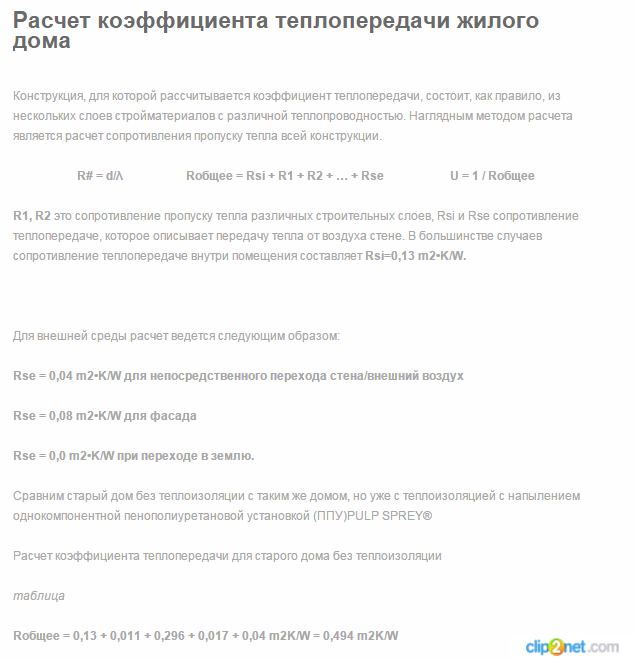 Расчет коэффициента теплопередачи жилого
дома
Конструкция, для которой рассчитывается коэффициент теплопередачи, состоит, как правило, из
нескольких слоев стройматериалов с различной теплопроводностью. Наглядным методом расчета
является расчет сопротивления пропуску тепла всей конструкции.
R# = d/Λ Rобщее = Rsi + R1 + R2 + … + Rse U = 1 / Rобщее
R1, R2 это сопротивление пропуску тепла различных строительных слоев, Rsi и Rse сопротивление
теплопередаче, которое описывает передачу тепла от воздуха стене. В большинстве случаев
сопротивление теплопередаче внутри помещения составляет Rsi=0,13 m2•K/W.
Для внешней среды расчет ведется следующим образом:
Rse = 0,04 m2•K/W для непосредственного перехода стена/внешний воздух
Rse = 0,08 m2•K/W для фасада
Rse = 0,0 m2•K/W при переходе в землю.
Сравним старый дом без теплоизоляции с таким же домом, но уже с теплоизоляцией с напылением
однокомпонентной пенополиуретановой установкой (ППУ)PULP SPREY®
Расчет коэффициента теплопередачи для старого дома без теплоизоляции
таблица
Rобщее = 0,13 + 0,011 + 0,296 + 0,017 + 0,04 m2K/W = 0,494 m2K/W
clip2net.com